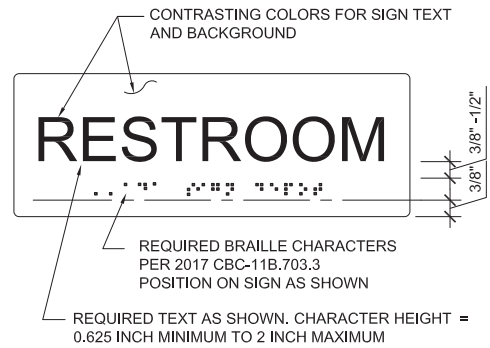 CONTRASTING COLORS FOR SIGN TEXT
AND BACKGROUND
RESTROOM
3/8" -1/2"
3/8"
REQUIRED BRAILLE CHARACTERS
PER 2017 CBC-11B.703.3
POSITION ON SIGN AS SHOWN
REQUIRED TEXT AS SHOWN. CHARACTER HEIGHT =
0.625 INCH MINIMUM TO 2 INCH MAXIMUM